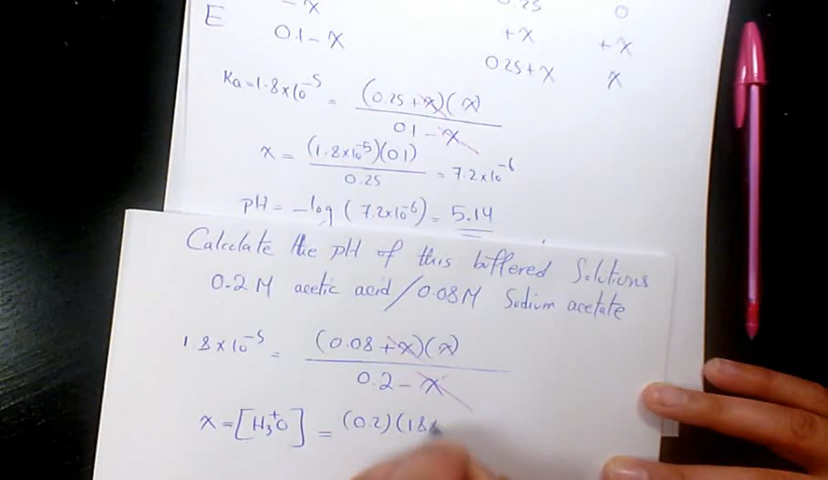 - x 0.25 0
E +x +x
0.1 - x 0.25 + x x
Ka = 1.8 x 10^-5 = (0.25 + x)(x)
0.1 - x
x = (1.8 x 10^-5)(0.1) = 7.2 x 10^-6
0.25
pH = - log (7.2 x 10^-6) = 5.14
Calculate the pH of this buffered Solutions
0.2 M acetic acid / 0.08 M Sodium acetate
1.8 x 10^-5 = (0.08 + x)(x)
0.2 - x
x = [H3O+] = (0.2)(1.8